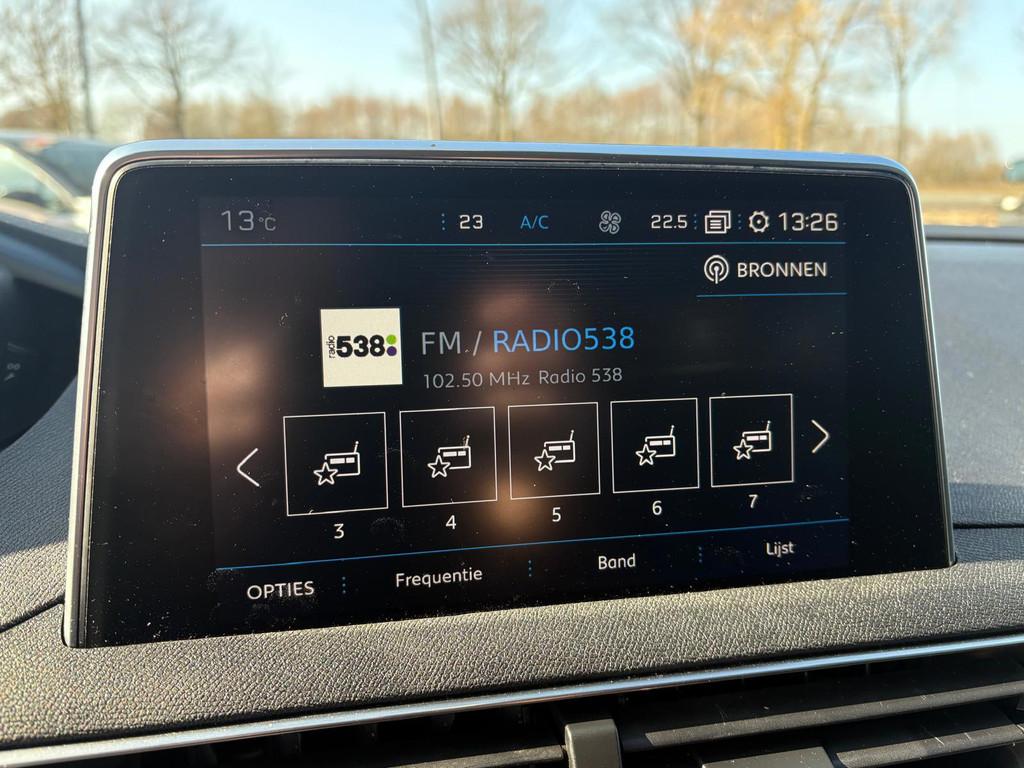 13°C 23 A/C 22.5 13:26
BRONNEN
radio 538
FM / RADIO538
102.50 MHz Radio 538
3 4 5 6 7
OPTIES Frequentie Band Lijst